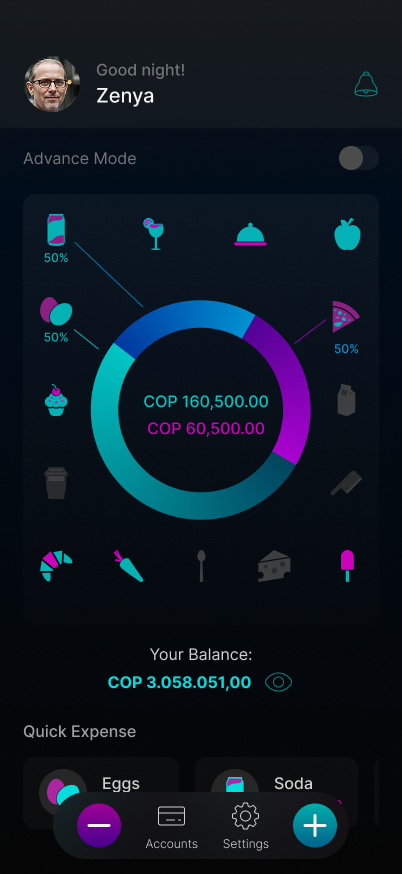 Good night!
Zenya
Advance Mode
50%
50%
50%
COP 160,500.00
COP 60,500.00
Your Balance:
COP 3.058.051,00
Quick Expense
Eggs
Soda
Accounts
Settings